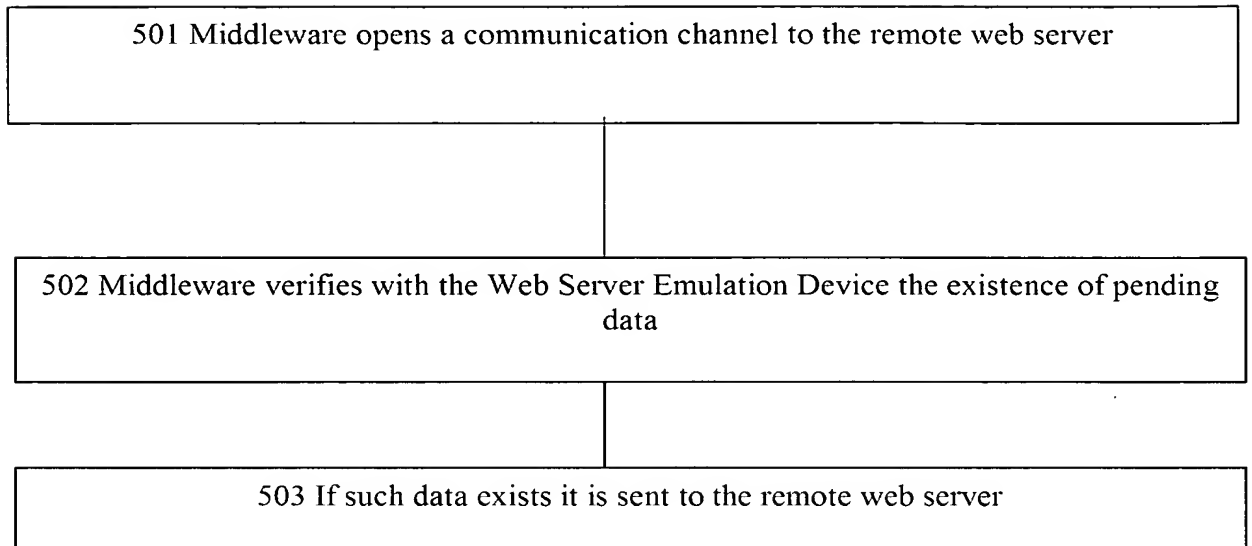 501 Middleware opens a communication channel to the remote web server
502 Middleware verifies with the Web Server Emulation Device the existence of pending
data
503 If such data exists it is sent to the remote web server